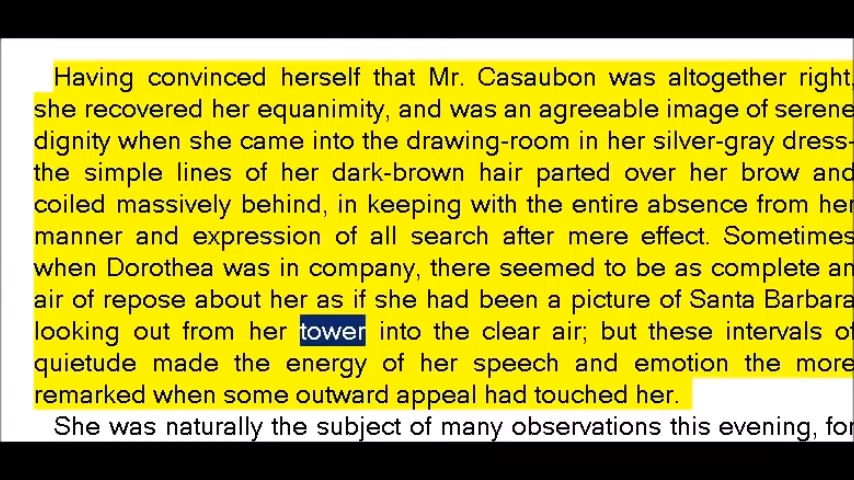 Having convinced herself that Mr. Casaubon was altogether right,
she recovered her equanimity, and was an agreeable image of serene
dignity when she came into the drawing-room in her silver-gray dress-
the simple lines of her dark-brown hair parted over her brow and
coiled massively behind, in keeping with the entire absence from her
manner and expression of all search after mere effect. Sometimes
when Dorothea was in company, there seemed to be as complete an
air of repose about her as if she had been a picture of Santa Barbara
looking out from her tower into the clear air; but these intervals of
quietude made the energy of her speech and emotion the more
remarked when some outward appeal had touched her.
She was naturally the subject of many observations this evening, for